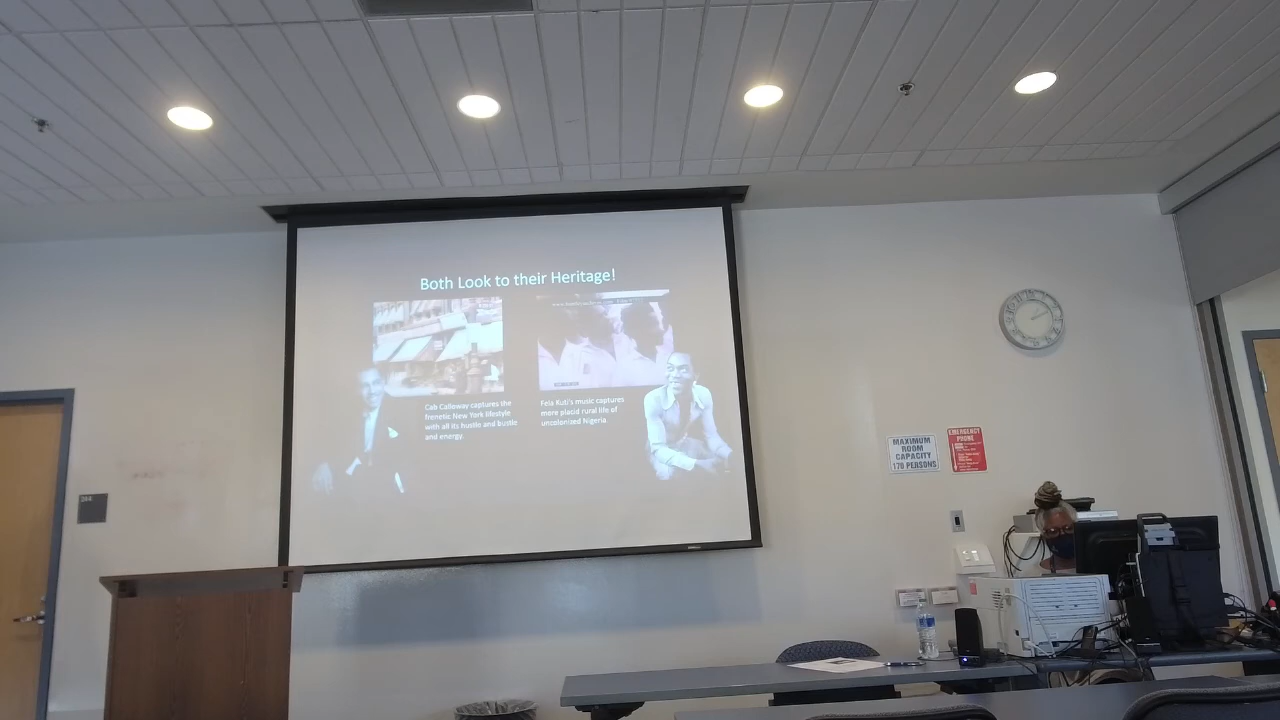 Both Look to their Heritage!
Cab Calloway captures the
frenetic New York lifestyle
with all its hustle and bustle
and energy.
Fela Kuti's music captures
more placid rural life of
uncolonized Nigeria
MAXIMUM
ROOM
CAPACITY
170 PERSONS
EMERGENCY
PHONE